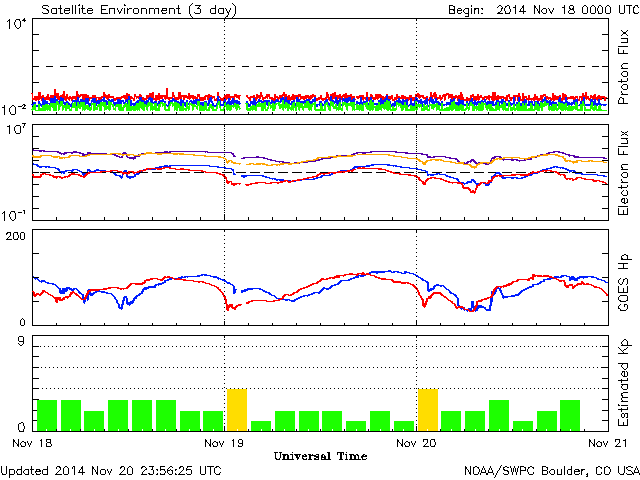 Satellite Environment (3 day) Begin: 2014 Nov 18 0000 UTC
10^4
10^-2
Proton Flux
10^7
10^-1
Electron Flux
200
0
GOES Hp
9
0
Estimated Kp
Nov 18 Nov 19 Nov 20 Nov 21
Universal Time
Updated 2014 Nov 20 23:56:25 UTC NOAA/SWPC Boulder, CO USA